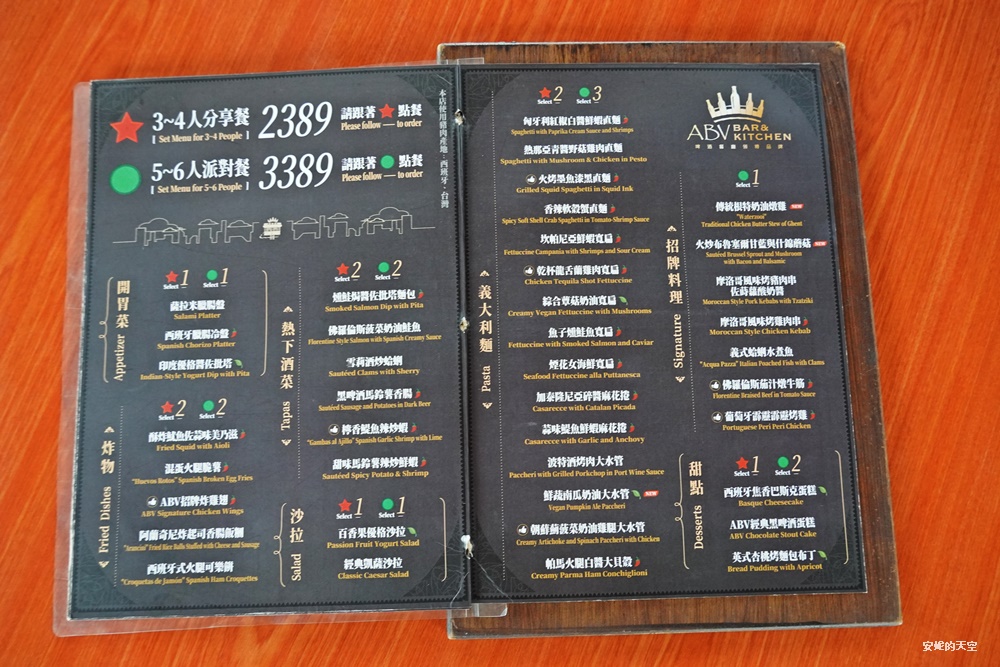 3~4人分享餐 2389 請跟著 點餐
[ Set Menu for 3~4 People ] Please follow — to order
5~6人派對餐 3389 請跟著 點餐
[ Set Menu for 5~6 People ] Please follow — to order
本店使用豬肉產地：西班牙、台灣
開胃菜 Appetizer
Select 1 Select 1
薩拉米臘腸盤
Salami Platter
西班牙臘腸冷盤
Spanish Chorizo Platter
印度優格醬佐批塔
Indian-Style Yogurt Dip with Pita
炸物 Fried Dishes
Select 2 Select 2
酥炸魷魚佐蒜味美乃滋
Fried Squid with Aioli
混蛋火腿脆薯
"Huevos Rotos" Spanish Broken Egg Fries
ABV招牌炸雞翅
ABV Signature Chicken Wings
阿蘭奇尼炸起司香腸飯糰
"Arancini" Fried Rice Balls Stuffed with Cheese and Sausage
西班牙式火腿可樂餅
"Croquetas de Jamón" Spanish Ham Croquettes
熱下酒菜 Tapas
Select 2 Select 2
燻鮭焗醬佐批塔麵包
Smoked Salmon Dip with Pita
佛羅倫斯菠菜奶油鮭魚
Florentine Style Salmon with Spanish Creamy Sauce
雪莉酒炒蛤蜊
Sautéed Clams with Sherry
黑啤酒馬鈴薯香腸
Sautéed Sausage and Potatoes in Dark Beer
檸香鯷魚辣炒蝦
"Gambas al Ajillo" Spanish Garlic Shrimp with Lime
甜味馬鈴薯辣炒鮮蝦
Sautéed Spicy Potato & Shrimp
沙拉 Salad
Select 1 Select 1
百香果優格沙拉
Passion Fruit Yogurt Salad
經典凱薩沙拉
Classic Caesar Salad
義大利麵 Pasta
Select 2 Select 3
匈牙利紅椒白醬鮮蝦直麵
Spaghetti with Paprika Cream Sauce and Shrimps
熱那亞青醬野菇雞肉直麵
Spaghetti with Mushroom & Chicken in Pesto
火烤墨魚漆黑直麵
Grilled Squid Spaghetti in Squid Ink
香辣軟殼蟹直麵
Spicy Soft Shell Crab Spaghetti in Tomato-Shrimp Sauce
坎帕尼亞鮮蝦寬扁
Fettuccine Campania with Shrimps and Sour Cream
乾杯龍舌蘭雞肉寬扁
Chicken Tequila Shot Fettuccine
綜合蕈菇奶油寬扁
Creamy Vegan Fettuccine with Mushrooms
魚子燻鮭魚寬扁
Fettuccine with Smoked Salmon and Caviar
煙花女海鮮寬扁
Seafood Fettuccine alla Puttanesca
加泰隆尼亞碎醬麻花捲
Casarecce with Catalan Picada
蒜味鯷魚鮮蝦麻花捲
Casarecce with Garlic and Anchovy
波特酒烤肉大水管
Paccheri with Grilled Porkchop in Port Wine Sauce
鮮蔬南瓜奶油大水管 NEW
Vegan Pumpkin Ale Paccheri
朝鮮薊菠菜奶油雞腿大水管
Creamy Artichoke and Spinach Paccheri with Chicken
帕馬火腿白醬大貝殼
Creamy Parma Ham Conchiglioni
ABV BAR & KITCHEN
招牌料理 Signature
Select 1
傳統根特奶油燉雞 NEW
"Waterzooi"
Traditional Chicken Butter Stew of Ghent
火炒布魯塞爾甘藍與什錦蘑菇 NEW
Sautéed Brussel Sprout and Mushroom
with Bacon and Balsamic
摩洛哥風味烤豬肉串
佐蒔蘿酸奶醬
Moroccan Style Pork Kebabs with Tzatziki
摩洛哥風味烤雞肉串
Moroccan Style Chicken Kebab
義式蛤蜊水煮魚
"Acqua Pazza" Italian Poached Fish with Clams
佛羅倫斯茄汁燉牛筋
Florentine Braised Beef in Tomato Sauce
葡萄牙霹靂霹靂烤雞
Portuguese Peri Peri Chicken
甜點 Desserts
Select 1 Select 2
西班牙焦香巴斯克蛋糕
Basque Cheesecake
ABV經典黑啤酒蛋糕
ABV Chocolate Stout Cake
英式杏桃烤麵包布丁
Bread Pudding with Apricot
安妮的天空